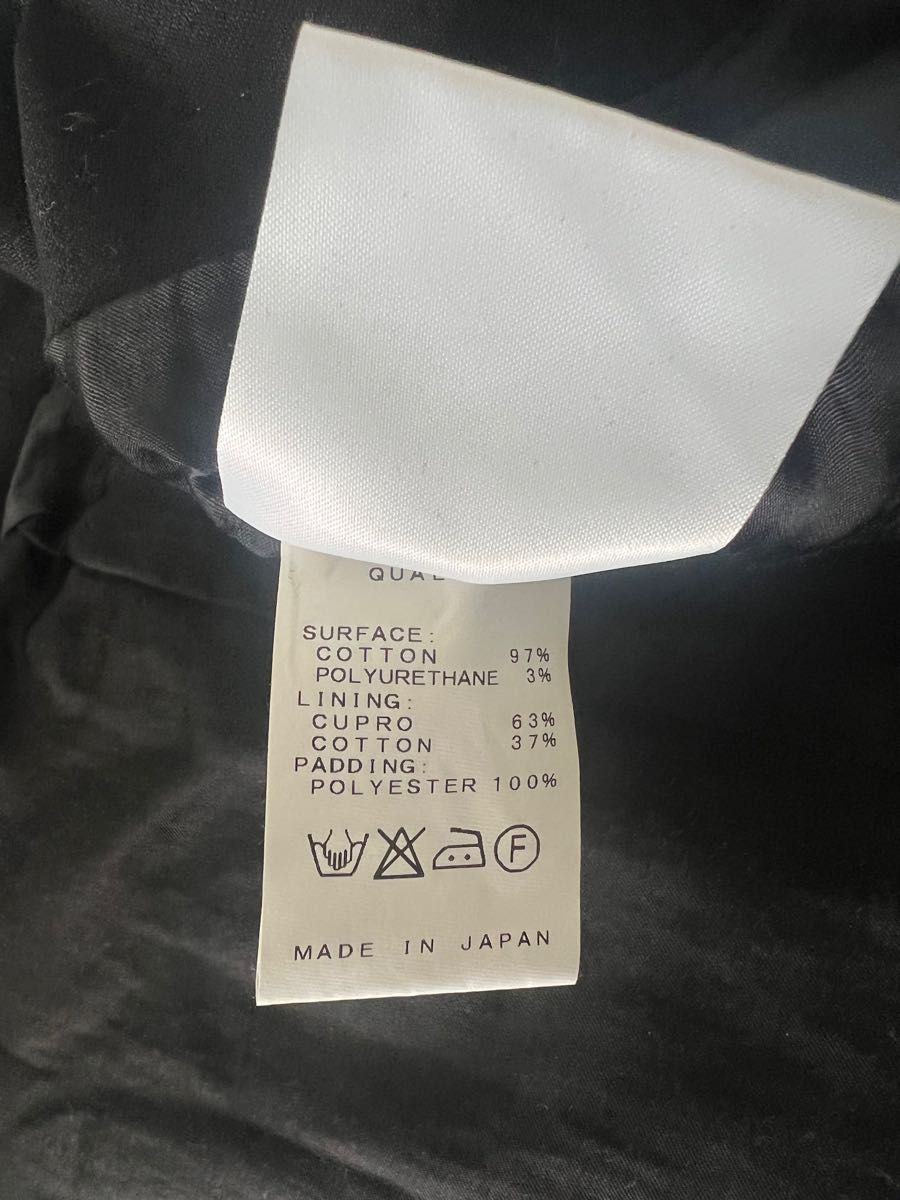 QUAL
SURFACE:
COTTON 97%
POLYURETHANE 3%
LINING:
CUPRO 63%
COTTON 37%
PADDING:
POLYESTER 100%
F
MADE IN JAPAN